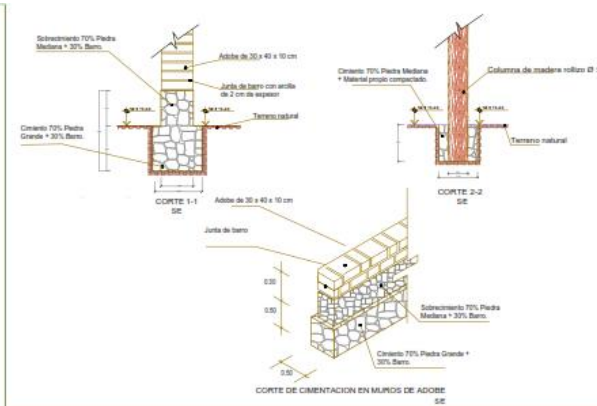 Sobrecimiento 70% Piedra
Mediana + 30% Barro.
Adobe de 30 x 40 x 10 cm
Junta de barro con arcilla
de 2 cm de espesor
Terreno natural
Cimiento 70% Piedra
Grande + 30% Barro.
CORTE 1-1
SE
Cimiento 70% Piedra Mediana
+ Material propio compactado.
Columna de madera rollizo Ø
Terreno natural
CORTE 2-2
SE
Adobe de 30 x 40 x 10 cm
Junta de barro
0.30
0.50
0.50
Sobrecimiento 70% Piedra
Mediana + 30% Barro.
Cimiento 70% Piedra Grande +
30% Barro.
CORTE DE CIMENTACION EN MUROS DE ADOBE
SE